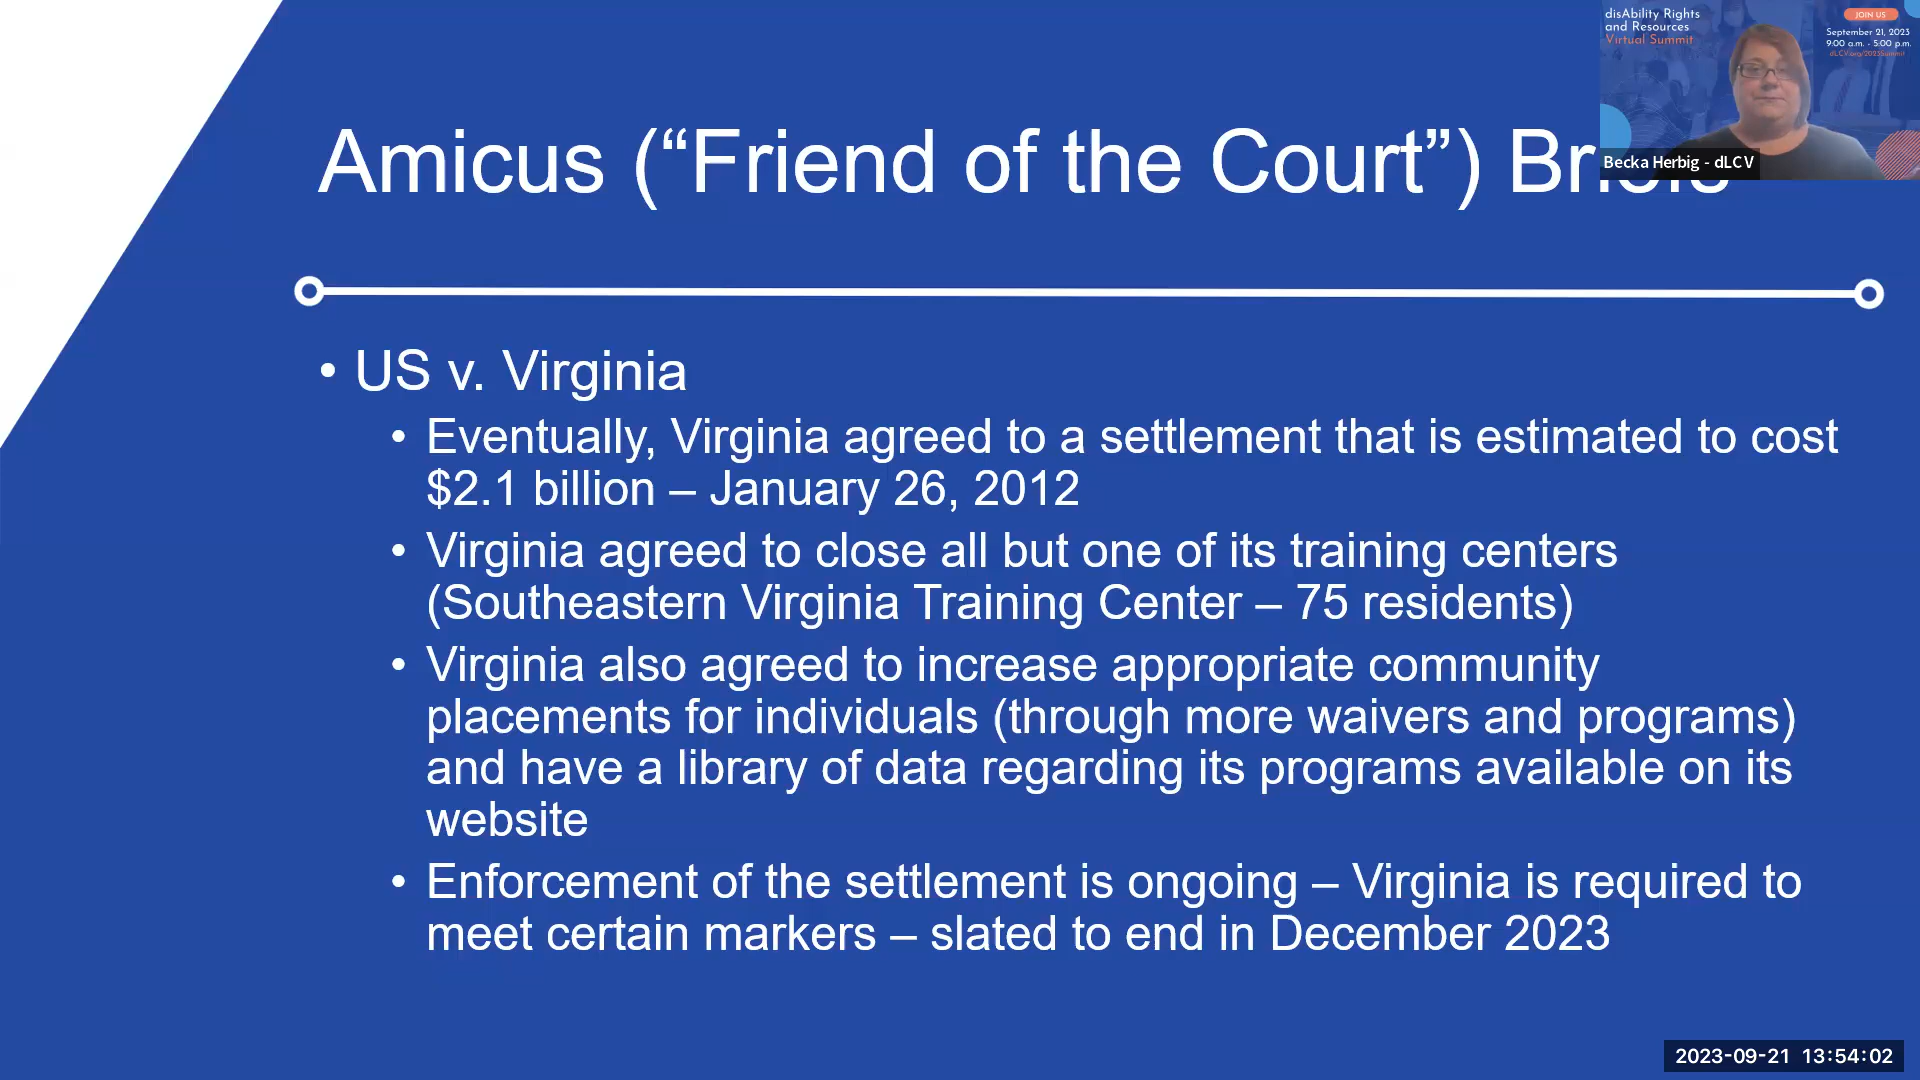 disAbility Rights
and Resources
Virtual Summit
JOIN US
September 21, 2023
9:00 a.m. - 5:00 p.m.
dLCV.org/2023Summit
Becka Herbig - dLCV
Amicus (“Friend of the Court”) Briefs
• US v. Virginia
• Eventually, Virginia agreed to a settlement that is estimated to cost
$2.1 billion – January 26, 2012
• Virginia agreed to close all but one of its training centers
(Southeastern Virginia Training Center – 75 residents)
• Virginia also agreed to increase appropriate community
placements for individuals (through more waivers and programs)
and have a library of data regarding its programs available on its
website
• Enforcement of the settlement is ongoing – Virginia is required to
meet certain markers – slated to end in December 2023
2023-09-21 13:54:02